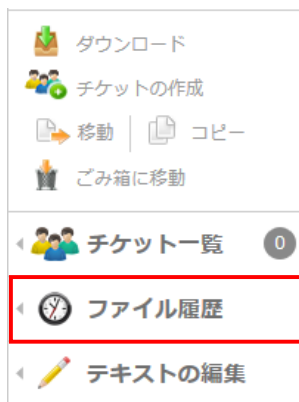 ダウンロード
チケットの作成
移動 コピー
ごみ箱に移動
チケット一覧 0
ファイル履歴
テキストの編集